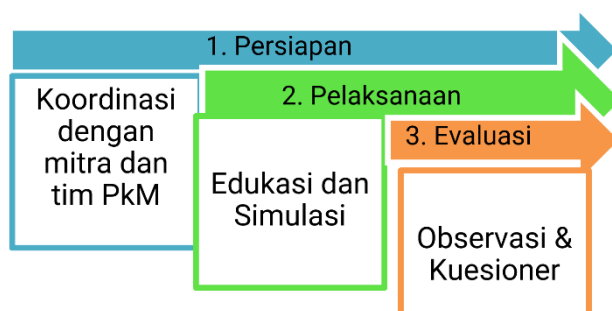 1. Persiapan
Koordinasi
dengan
mitra dan
tim PkM
2. Pelaksanaan
Edukasi dan
Simulasi
3. Evaluasi
Observasi &
Kuesioner